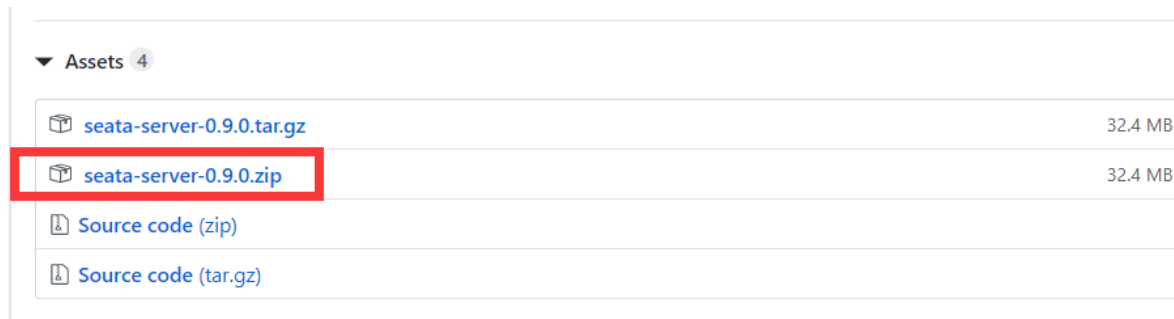 Assets 4
seata-server-0.9.0.tar.gz 32.4 MB
seata-server-0.9.0.zip 32.4 MB
Source code (zip)
Source code (tar.gz)